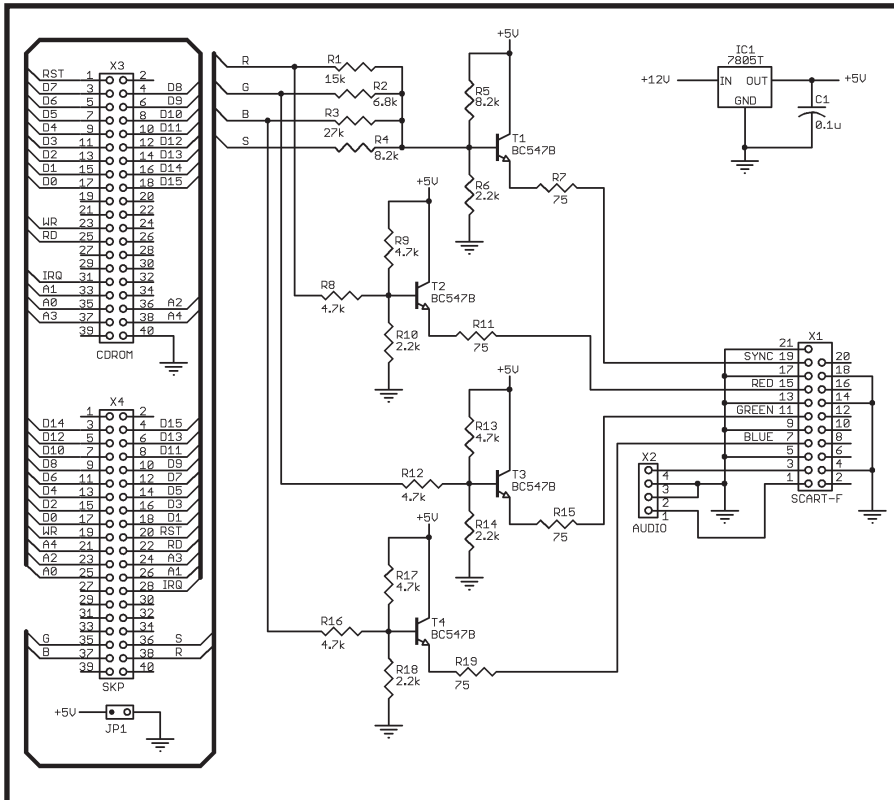 X3
RST 1 2
D7 3 4 D8
D6 5 6 D9
D5 7 8 D10
D4 9 10 D11
D3 11 12 D12
D2 13 14 D13
D1 15 16 D14
D0 17 18 D15
19 20
21 22
WR 23 24
RD 25 26
27 28
29 30
IRQ 31 32
A1 33 34
A0 35 36 A2
A3 37 38 A4
39 40
CDROM
X4
1 2
D14 3 4 D15
D12 5 6 D13
D10 7 8 D11
D8 9 10 D9
D6 11 12 D7
D4 13 14 D5
D2 15 16 D3
D0 17 18 D1
WR 19 20 RST
A4 21 22 RD
A2 23 24 A3
A0 25 26 A1
27 28 IRQ
29 30
31 32
33 34
G 35 36 S
B 37 38 R
39 40
SKP
+5V
JP1
R
G
B
S
R1
15k
R2
6.8k
R3
27k
R4
8.2k
+5V
R5
8.2k
T1
BC547B
R6
2.2k
R7
75
+5V
R9
4.7k
R8
4.7k
T2
BC547B
R10
2.2k
R11
75
+5V
R13
4.7k
R12
4.7k
T3
BC547B
R14
2.2k
R15
75
+5V
R17
4.7k
R16
4.7k
T4
BC547B
R18
2.2k
R19
75
IC1
7805T
+12V
IN OUT
GND
+5V
C1
0.1u
X1
21
SYNC 19 20
17 18
RED 15 16
13 14
GREEN 11 12
9 10
BLUE 7 8
5 6
3 4
1 2
SCART-F
X2
4
3
2
1
AUDIO